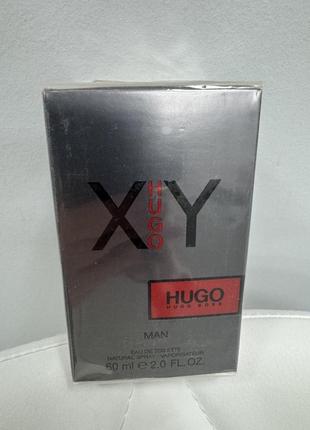 XY
HUGO
HUGO
HUGO BOSS
MAN
EAU DE TOILETTE
NATURAL SPRAY · VAPORISATEUR
60 ml e 2.0 FL.OZ.